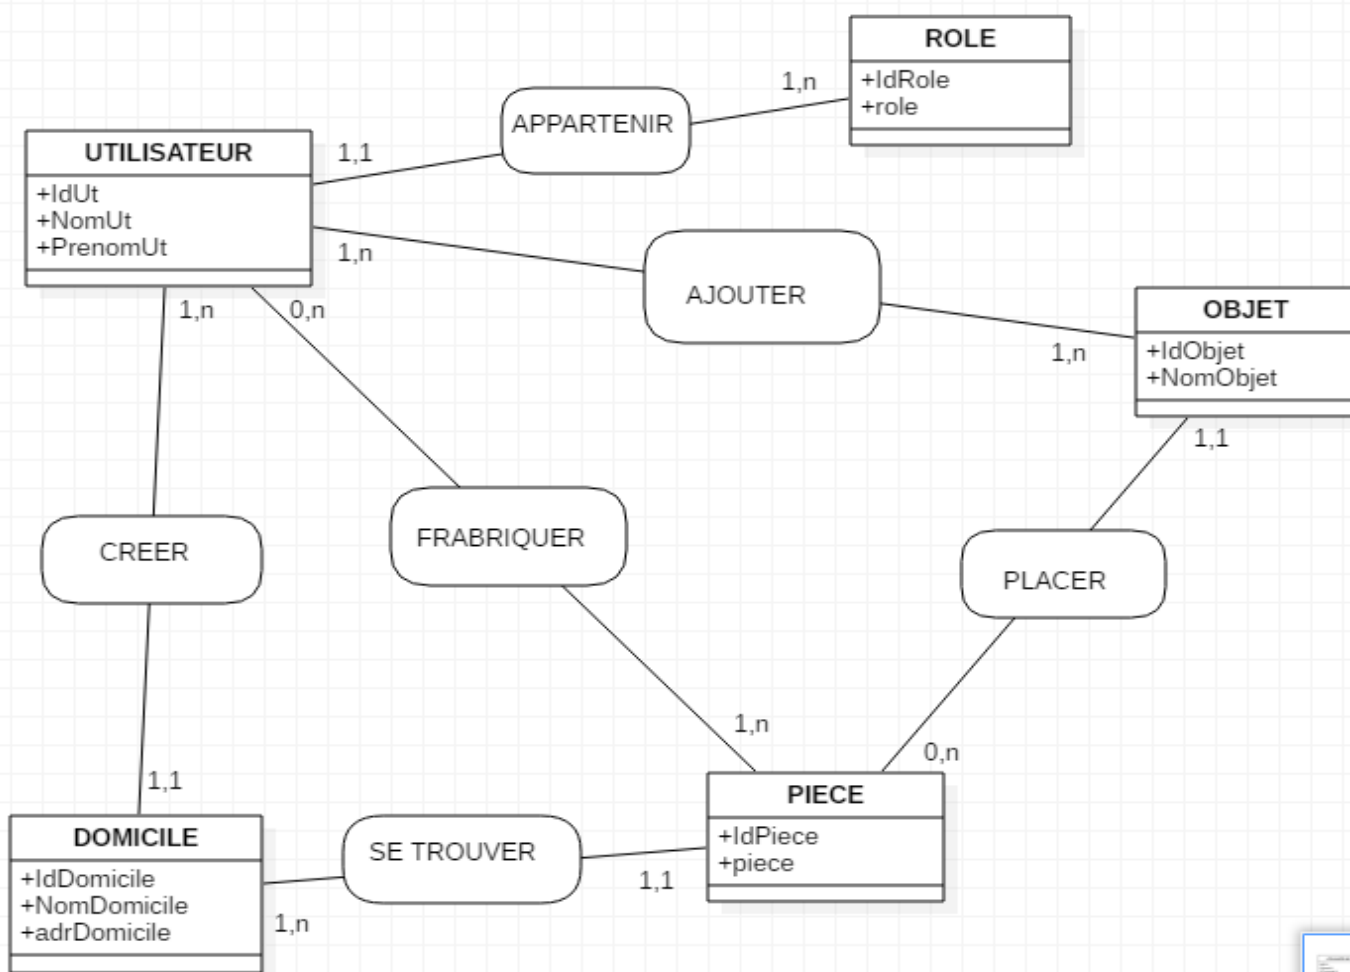 ROLE
+IdRole
+role
1,n
APPARTENIR
1,1
UTILISATEUR
+IdUt
+NomUt
+PrenomUt
1,n
AJOUTER
1,n
OBJET
+IdObjet
+NomObjet
1,n
0,n
1,1
CREER
FRABRIQUER
PLACER
1,n
0,n
1,1
PIECE
+IdPiece
+piece
DOMICILE
+IdDomicile
+NomDomicile
+adrDomicile
SE TROUVER
1,1
1,n